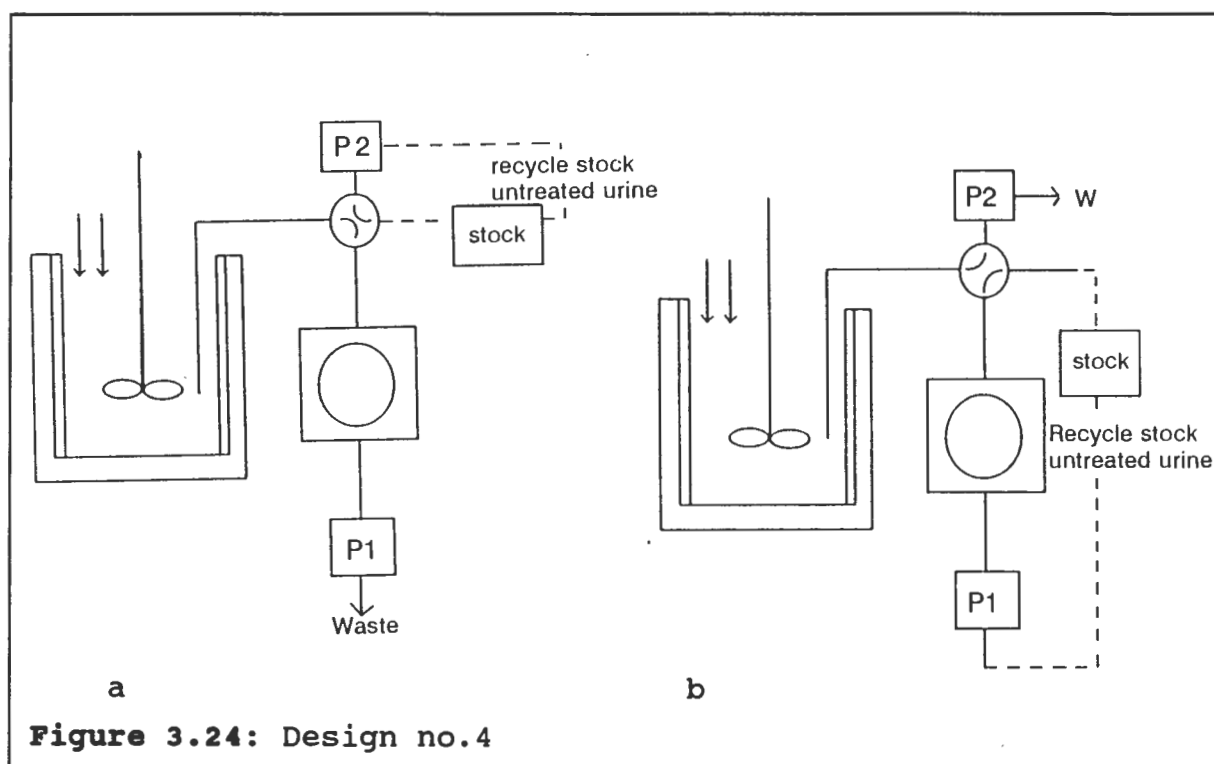 P2
recycle stock
untreated urine
stock
P1
Waste
a
P2
W
stock
Recycle stock
untreated urine
P1
b
Figure 3.24: Design no.4